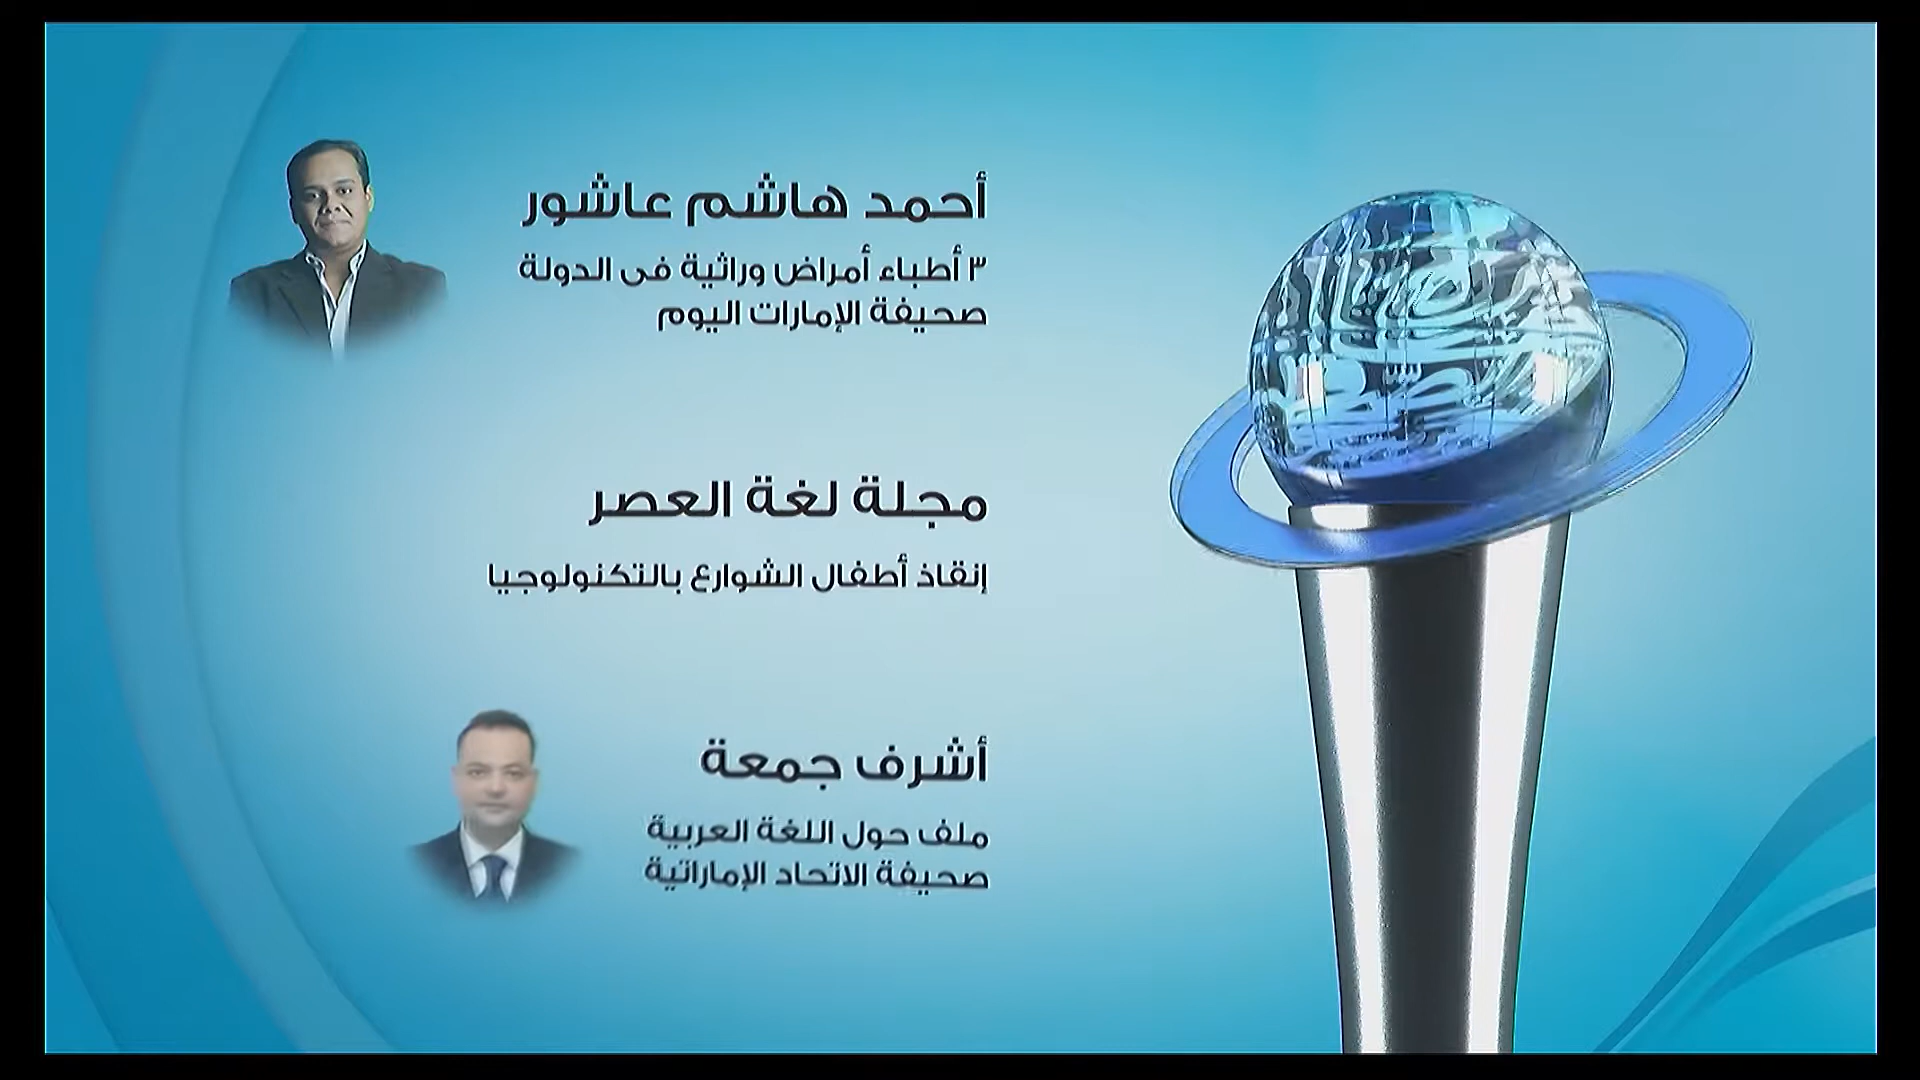 أحمد هاشم عاشور
٣ أطباء أمراض وراثية فى الدولة
صحيفة الإمارات اليوم
مجلة لغة العصر
إنقاذ أطفال الشوارع بالتكنولوجيا
أشرف جمعة
ملف حول اللغة العربية
صحيفة الاتحاد الإماراتية